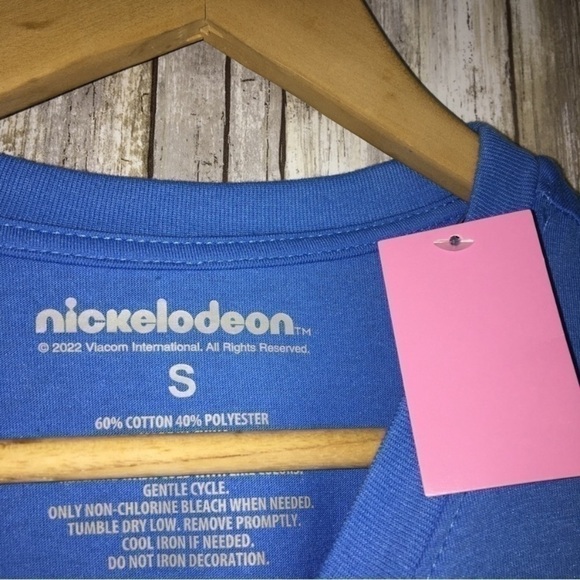 nickelodeon™
© 2022 Viacom International. All Rights Reserved.
S
60% COTTON 40% POLYESTER
GENTLE CYCLE.
ONLY NON-CHLORINE BLEACH WHEN NEEDED.
TUMBLE DRY LOW. REMOVE PROMPTLY.
COOL IRON IF NEEDED.
DO NOT IRON DECORATION.